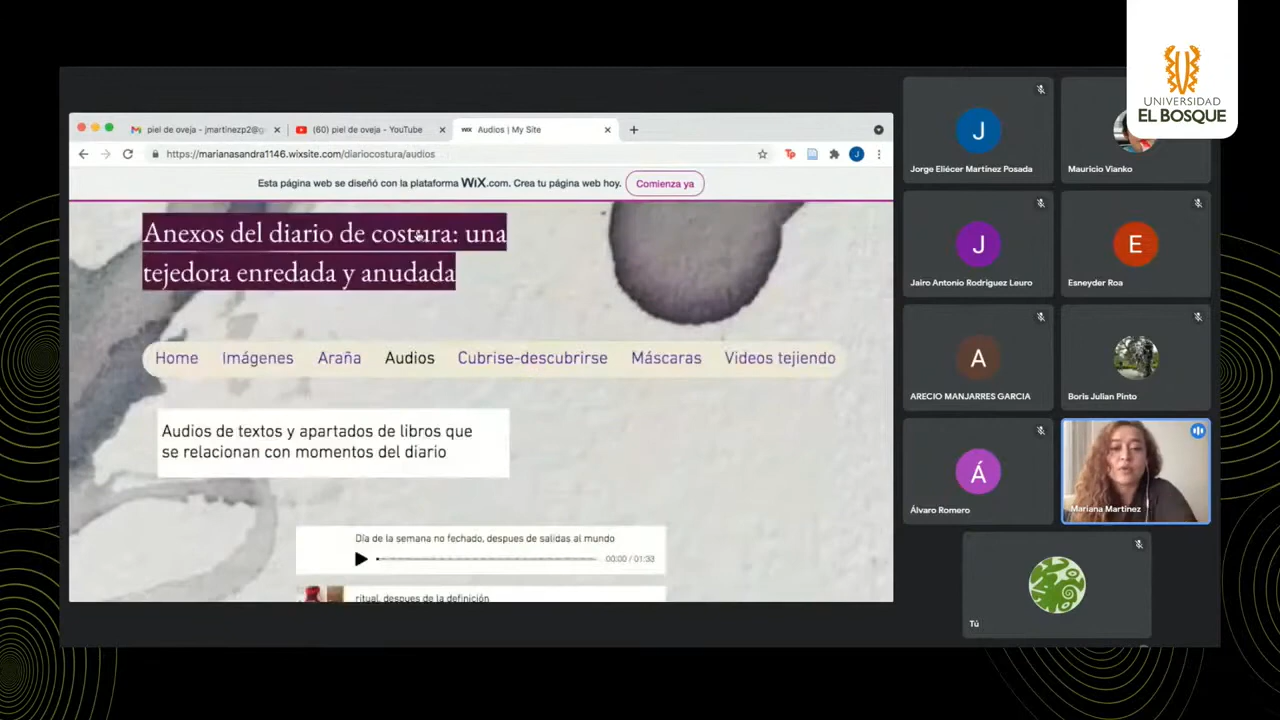 UNIVERSIDAD
EL BOSQUE
piel de oveja - jmartinezp2@g
(60) piel de oveja - YouTube
WiX Audios | My Site
https://marianasandra1146.wixsite.com/diariocostura/audios
Esta página web se diseñó con la plataforma WiX.com. Crea tu página web hoy.
Comienza ya
Anexos del diario de costura: una
tejedora enredada y anudada
Home Imágenes Araña Audios Cubrise-descubrirse Máscaras Videos tejiendo
Audios de textos y apartados de libros que
se relacionan con momentos del diario
Día de la semana no fechado, despues de salidas al mundo
00:00 / 01:33
ritual, despues de la definición
J
Jorge Eliécer Martínez Posada
Mauricio Vianko
J
Jairo Antonio Rodriguez Leuro
E
Esneyder Roa
A
ARECIO MANJARRES GARCIA
Boris Julian Pinto
Á
Álvaro Romero
Mariana Martinez
Tú